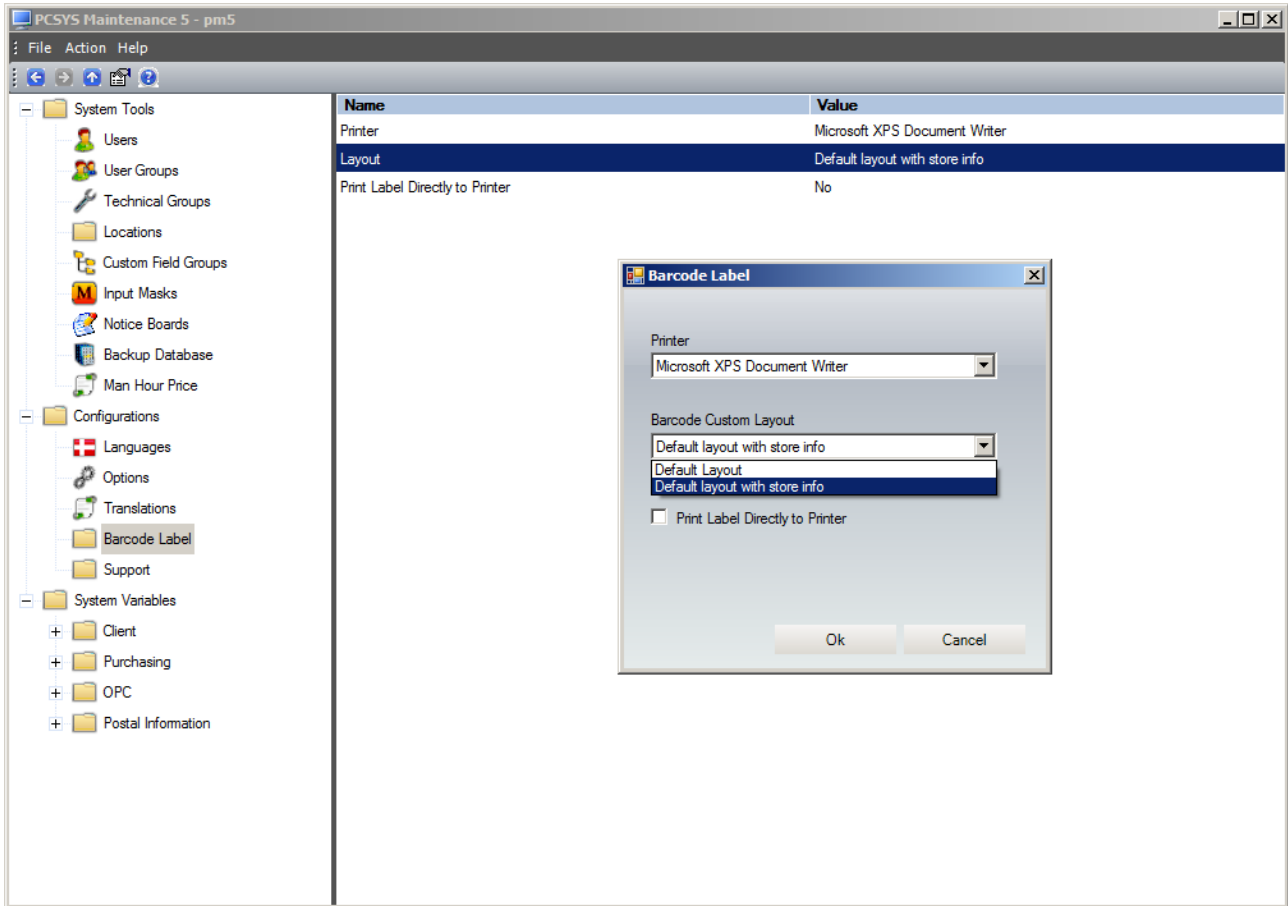 PCSYS Maintenance 5 - pm5
File Action Help
System Tools
Users
User Groups
Technical Groups
Locations
Custom Field Groups
M Input Masks
Notice Boards
Backup Database
Man Hour Price
Configurations
Languages
Options
Translations
Barcode Label
Support
System Variables
Client
Purchasing
OPC
Postal Information
Name Value
Printer Microsoft XPS Document Writer
Layout Default layout with store info
Print Label Directly to Printer No
Barcode Label
Printer
Microsoft XPS Document Writer
Barcode Custom Layout
Default layout with store info
Default Layout
Default layout with store info
Print Label Directly to Printer
Ok Cancel